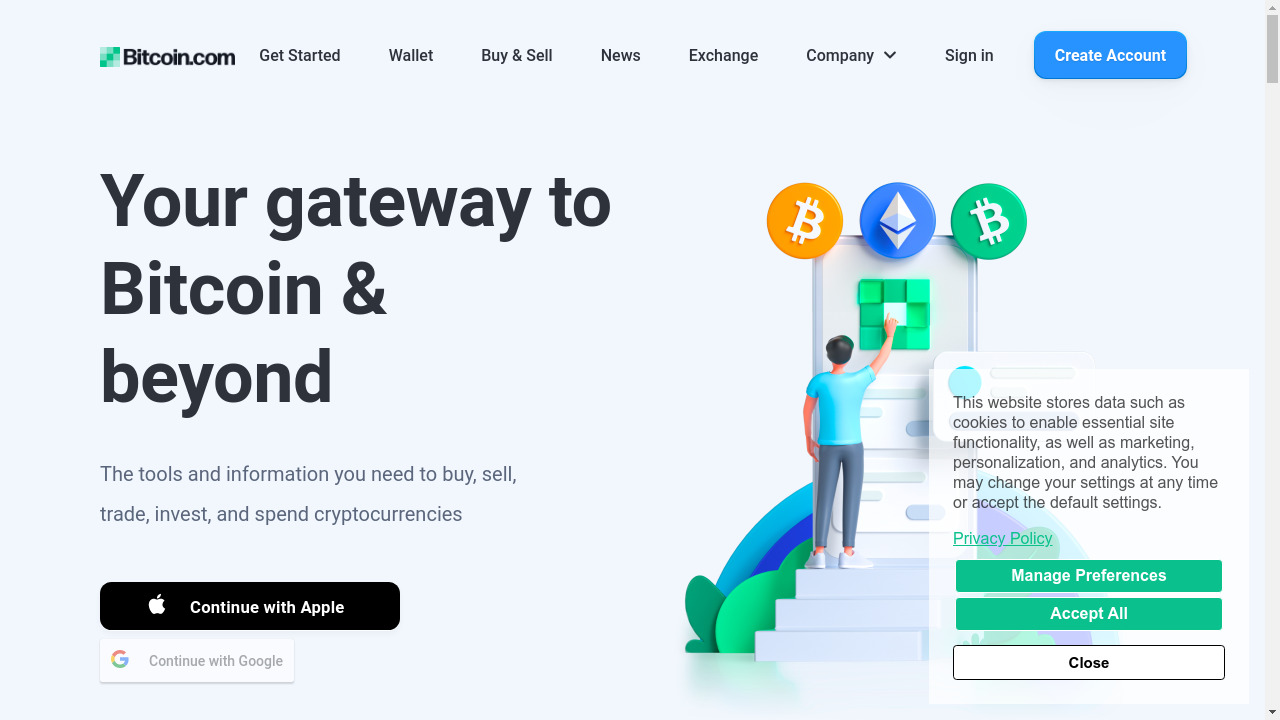 Bitcoin.com
Get Started
Wallet
Buy & Sell
News
Exchange
Company
Sign in
Create Account
Your gateway to
Bitcoin &
beyond
The tools and information you need to buy, sell,
trade, invest, and spend cryptocurrencies
Continue with Apple
Continue with Google
This website stores data such as
cookies to enable essential site
functionality, as well as marketing,
personalization, and analytics. You
may change your settings at any time
or accept the default settings.
Privacy Policy
Manage Preferences
Accept All
Close